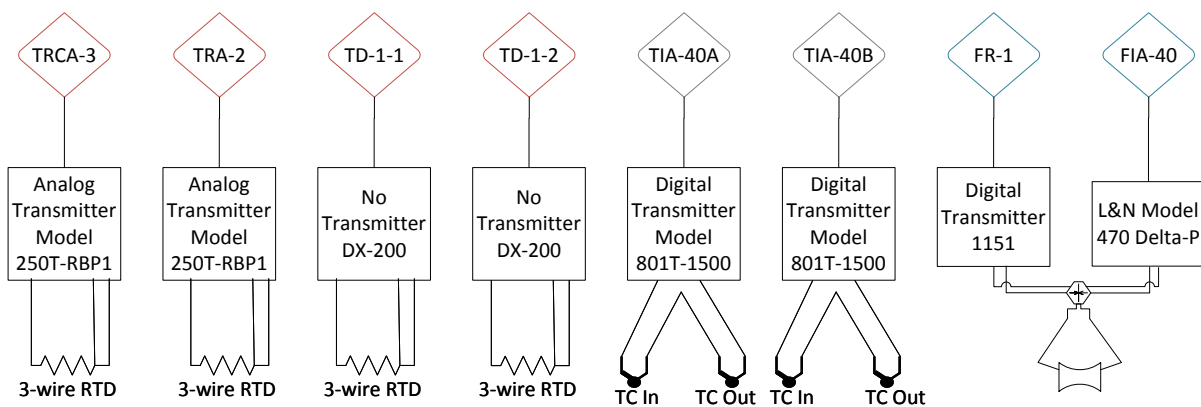 TRCA-3
TRA-2
TD-1-1
TD-1-2
TIA-40A
TIA-40B
FR-1
FIA-40
Analog
Transmitter
Model
250T-RBP1
Analog
Transmitter
Model
250T-RBP1
No
Transmitter
DX-200
No
Transmitter
DX-200
Digital
Transmitter
Model
801T-1500
Digital
Transmitter
Model
801T-1500
Digital
Transmitter
1151
L&N Model
470 Delta-P
3-wire RTD
3-wire RTD
3-wire RTD
3-wire RTD
TC In
TC Out
TC In
TC Out